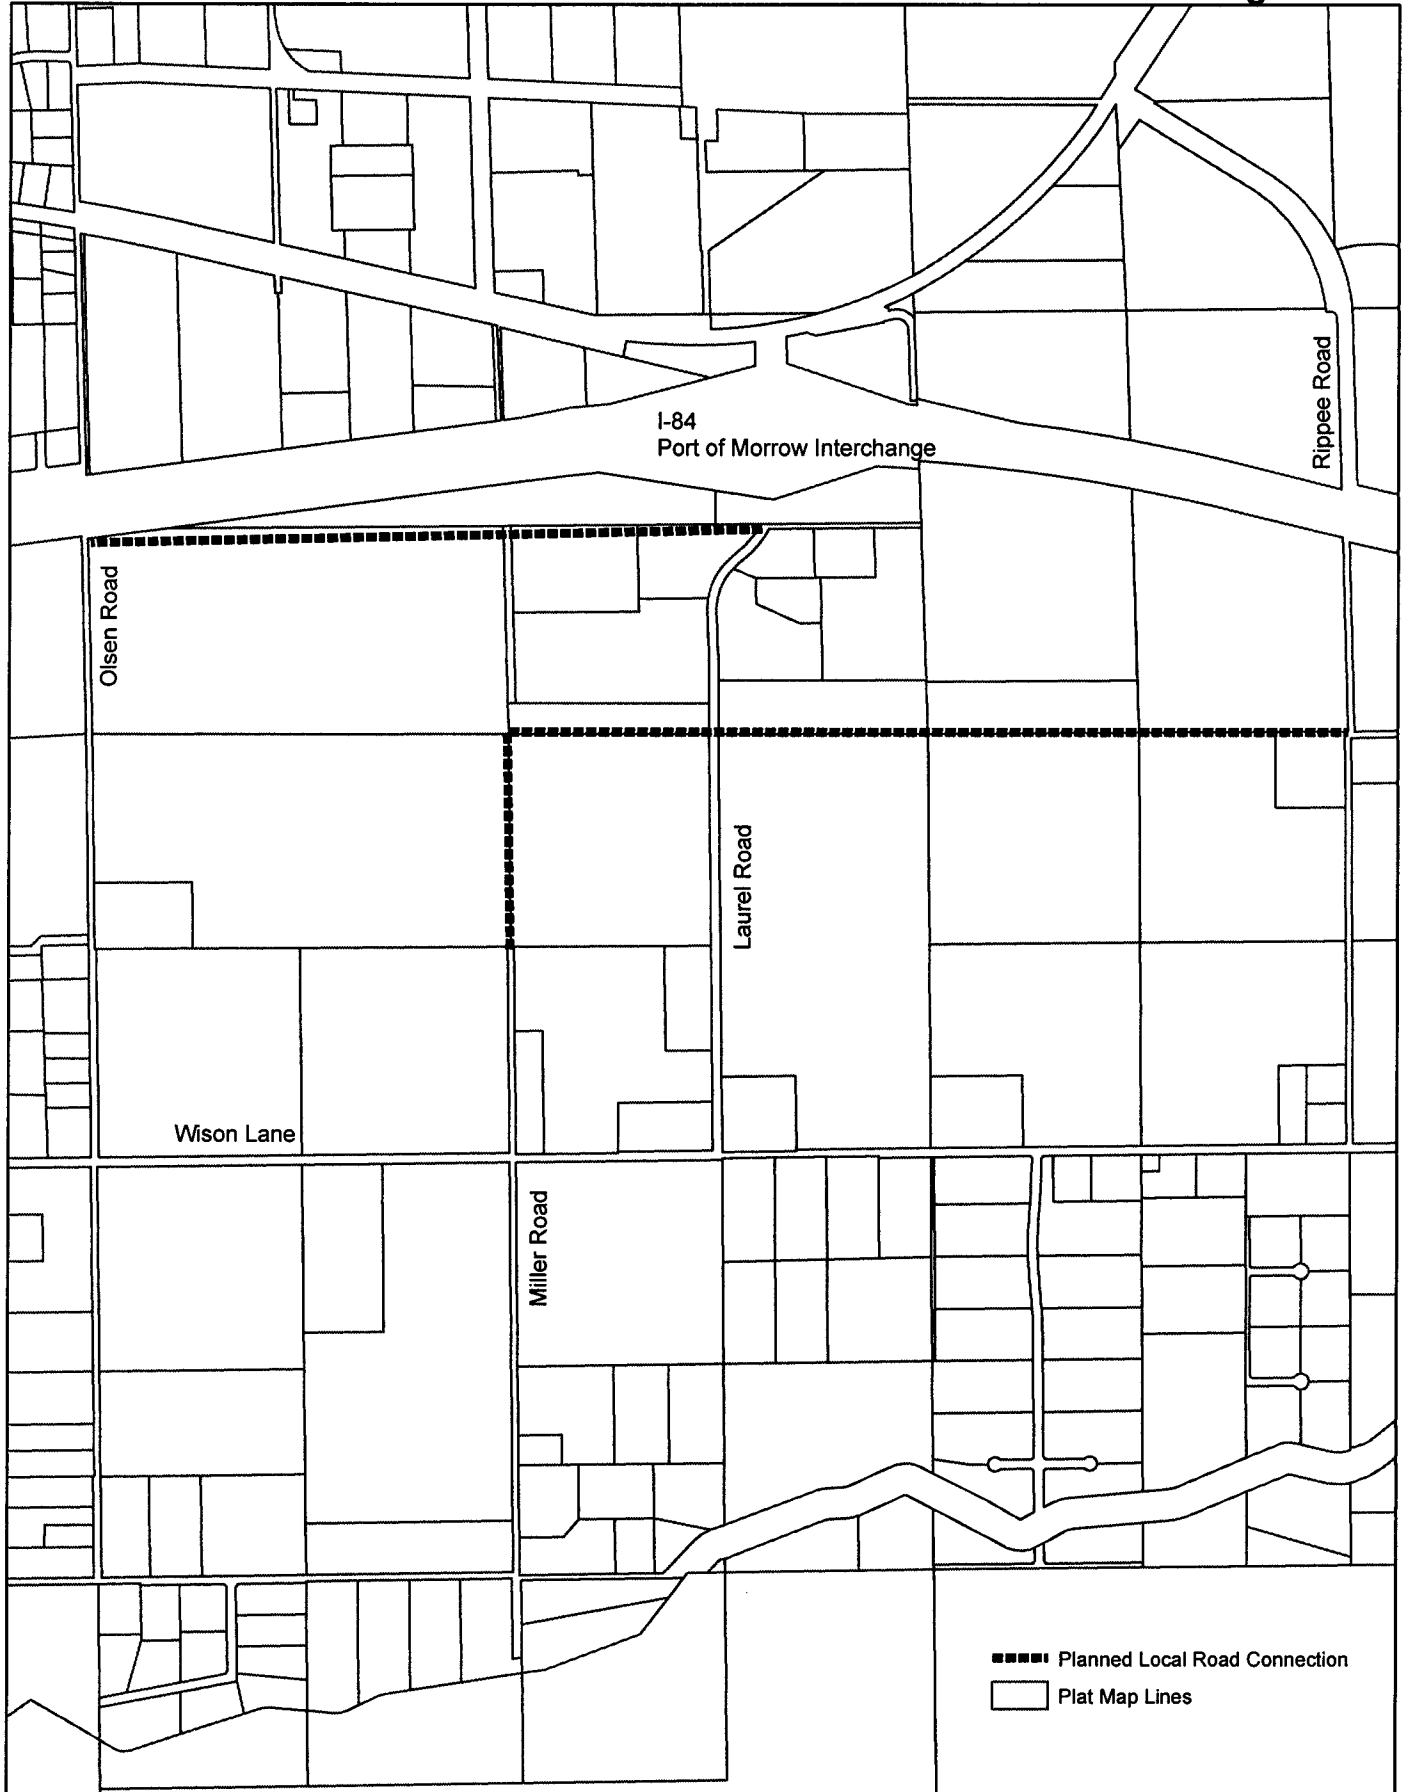 I-84
Port of Morrow Interchange
Rippee Road
Olsen Road
Laurel Road
Wison Lane
Miller Road
Planned Local Road Connection
Plat Map Lines